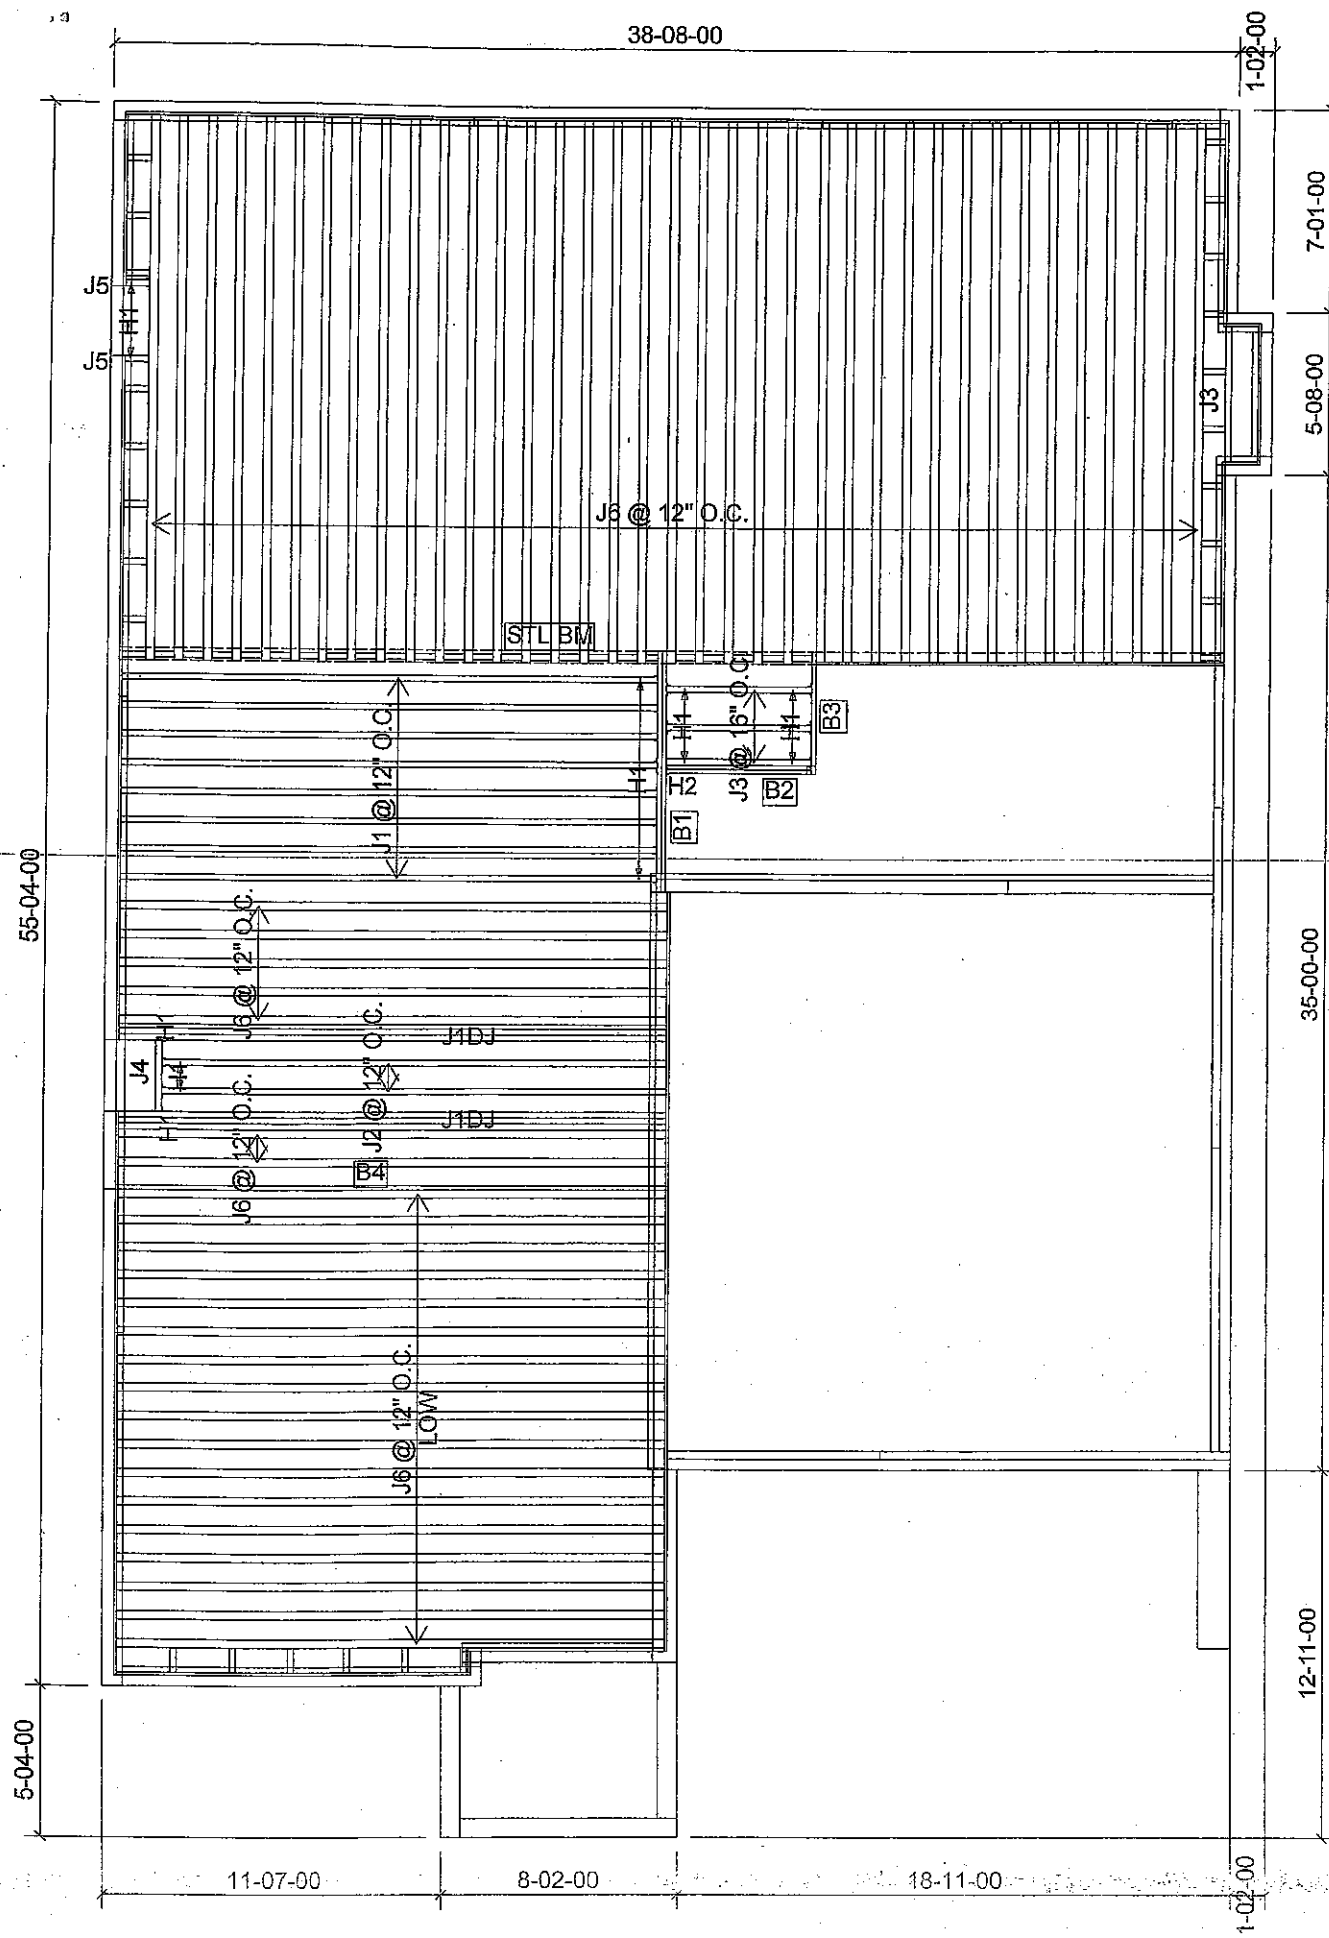 38-08-00
1-02-00
7-01-00
5-08-00
J5
H1
J5
J3
J6 @ 12" O.C.
STL BM
J1 @ 12" O.C.
H1
H1
J3 @ 16" O.C.
H1
B3
H2
B2
B1
55-04-00
35-00-00
J6 @ 12" O.C.
J1DJ
J4
J2 @ 12" O.C.
J1DJ
H1
J6 @ 12" O.C.
B4
J6 @ 12" O.C.
LOW
12-11-00
5-04-00
11-07-00
8-02-00
18-11-00
1-02-00